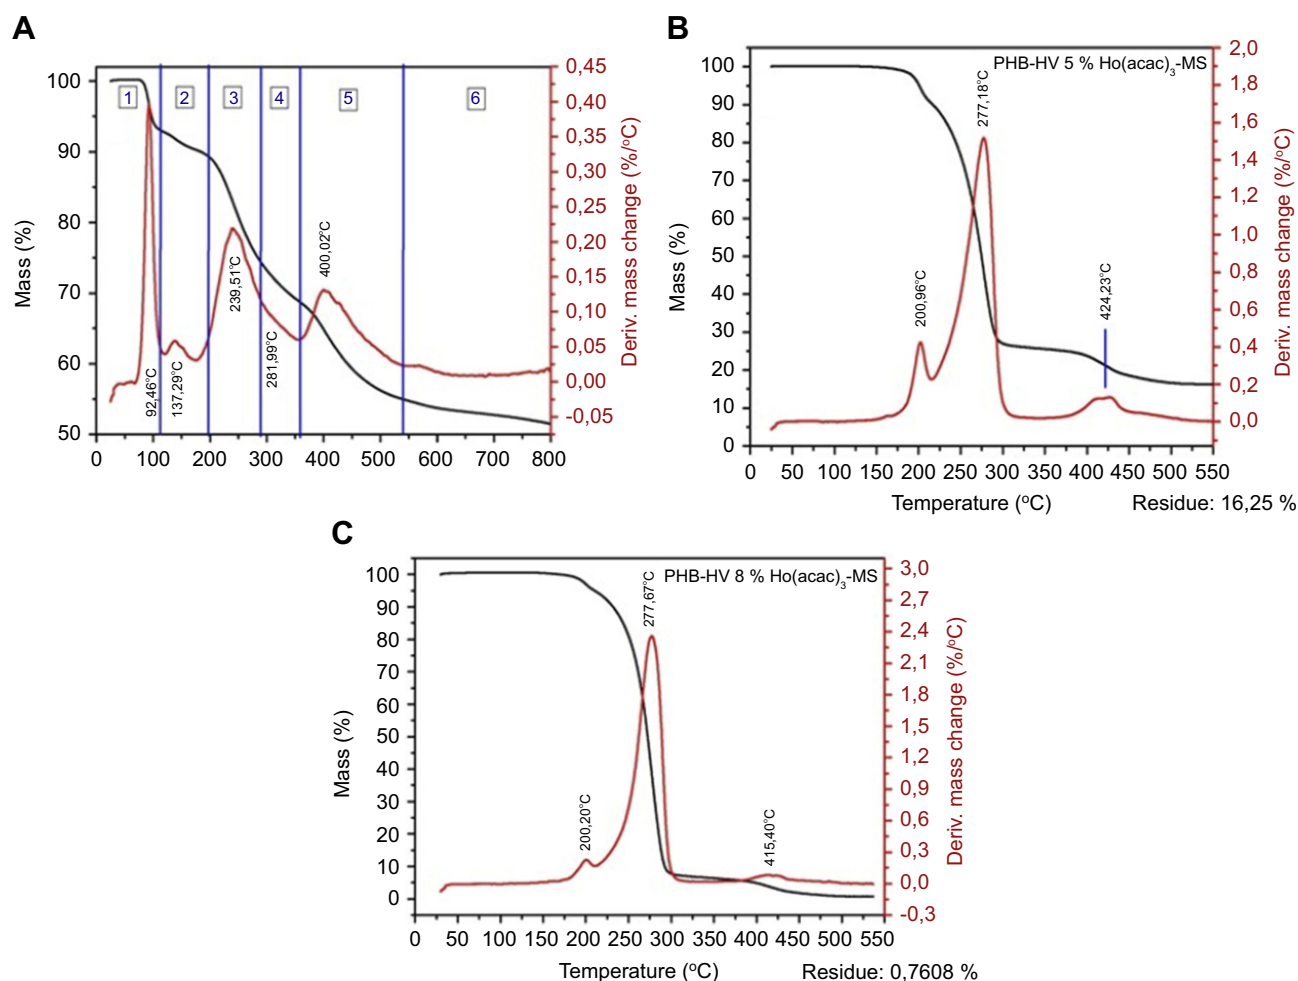 A
1 2 3 4 5 6
100
90
80
70
60
50
Mass (%)
0 100 200 300 400 500 600 700 800
0,45
0,40
0,35
0,30
0,25
0,20
0,15
0,10
0,05
0,00
-0,05
Deriv. mass change (%/°C)
92,46°C
137,29°C
239,51°C
281,99°C
400,02°C
B
PHB-HV 5 % Ho(acac)3-MS
100
90
80
70
60
50
40
30
20
10
0
Mass (%)
200,96°C
277,18°C
424,23°C
2,0
1,8
1,6
1,4
1,2
1,0
0,8
0,6
0,4
0,2
0,0
Deriv. mass change (%/°C)
0 50 100 150 200 250 300 350 400 450 500 550
Temperature (°C)
Residue: 16,25 %
C
PHB-HV 8 % Ho(acac)3-MS
100
90
80
70
60
50
40
30
20
10
0
Mass (%)
200,20°C
277,67°C
415,40°C
3,0
2,7
2,4
2,1
1,8
1,5
1,2
0,9
0,6
0,3
0,0
-0,3
Deriv. mass change (%/°C)
0 50 100 150 200 250 300 350 400 450 500 550
Temperature (°C)
Residue: 0,7608 %